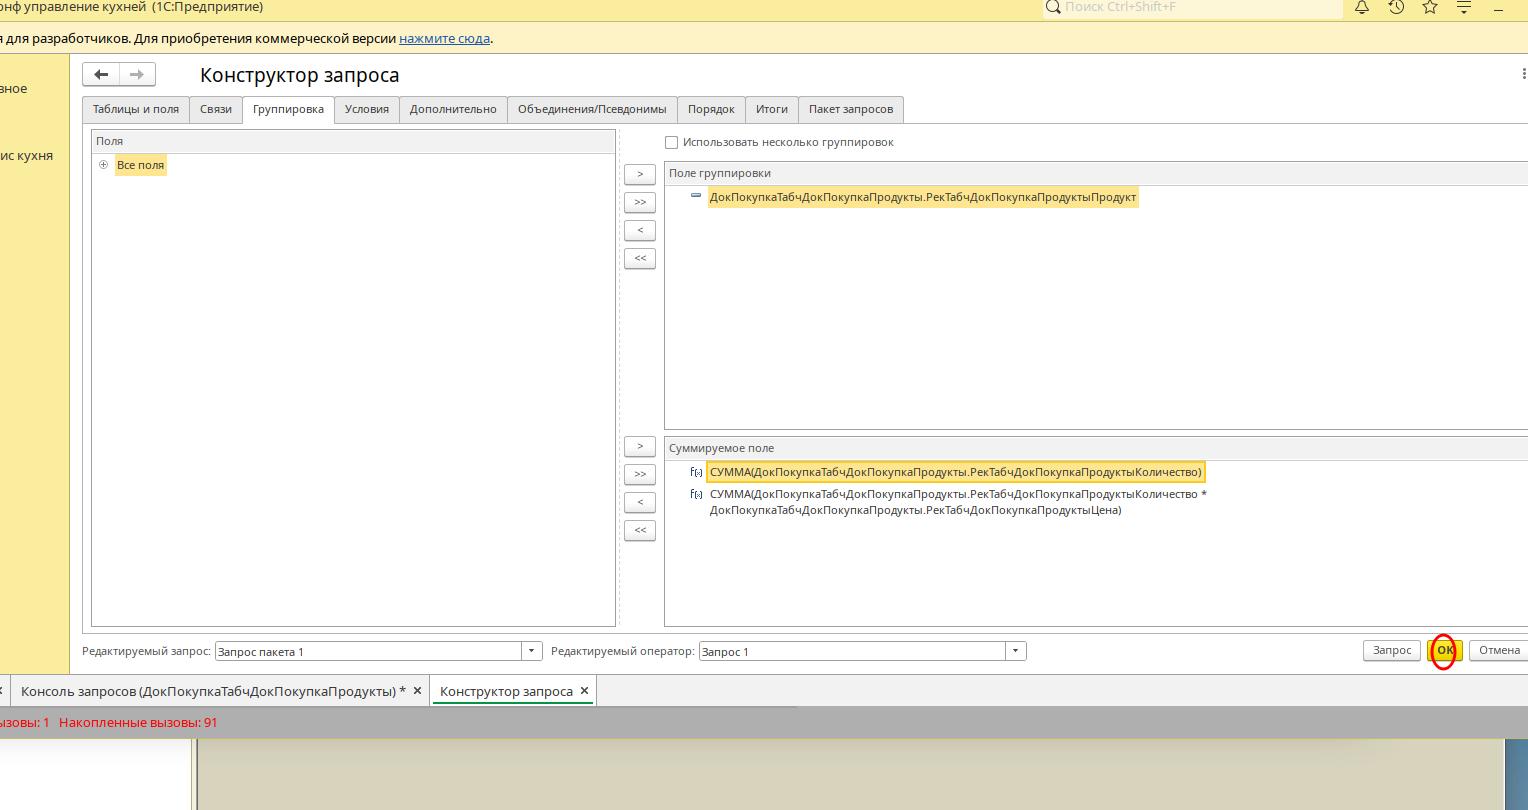 онф управление кухней (1С:Предприятие)
Поиск Ctrl+Shift+F
я для разработчиков. Для приобретения коммерческой версии нажмите сюда.
вное
ис кухня
Конструктор запроса
Таблицы и поля Связи Группировка Условия Дополнительно Объединения/Псевдонимы Порядок Итоги Пакет запросов
Поля
Все поля
>
>>
<
<<
Использовать несколько группировок
Поле группировки
ДокПокупкаТабчДокПокупкаПродукты.РекТабчДокПокупкаПродуктыПродукт
>
>>
<
<<
Суммируемое поле
СУММА(ДокПокупкаТабчДокПокупкаПродукты.РекТабчДокПокупкаПродуктыКоличество)
СУММА(ДокПокупкаТабчДокПокупкаПродукты.РекТабчДокПокупкаПродуктыКоличество *
ДокПокупкаТабчДокПокупкаПродукты.РекТабчДокПокупкаПродуктыЦена)
Редактируемый запрос: Запрос пакета 1 Редактируемый оператор: Запрос 1 Запрос ОК Отмена
Консоль запросов (ДокПокупкаТабчДокПокупкаПродукты) * × Конструктор запроса ×
ызовы: 1 Накопленные вызовы: 91